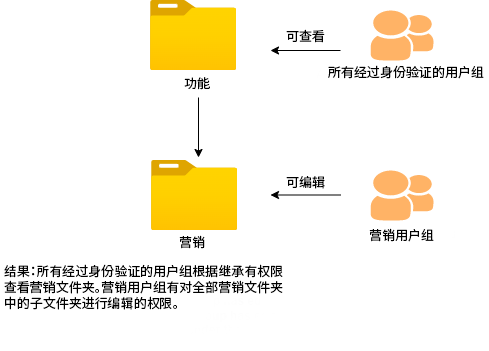 可查看
所有经过身份验证的用户组
功能
可编辑
营销
营销用户组
结果：所有经过身份验证的用户组根据继承有权限
查看营销文件夹。营销用户组有对全部营销文件夹
中的子文件夹进行编辑的权限。